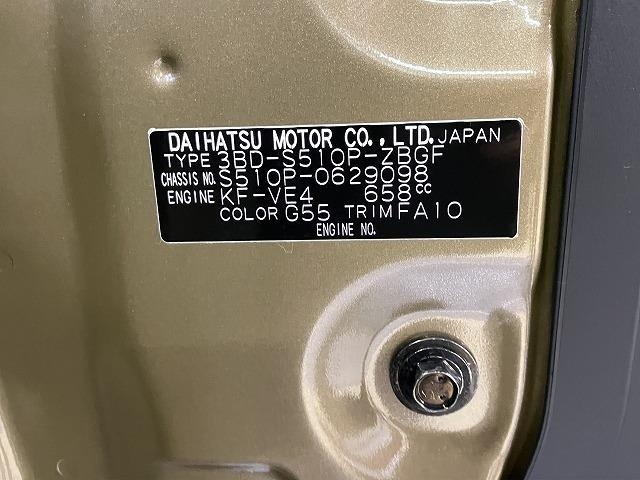 DAIHATSU MOTOR CO.,LTD. JAPAN
TYPE 3BD-S510P-ZBGF
CHASSIS NO. S510P-0629098
ENGINE KF-VE4 658cc
COLOR G55 TRIM FA10
ENGINE NO.